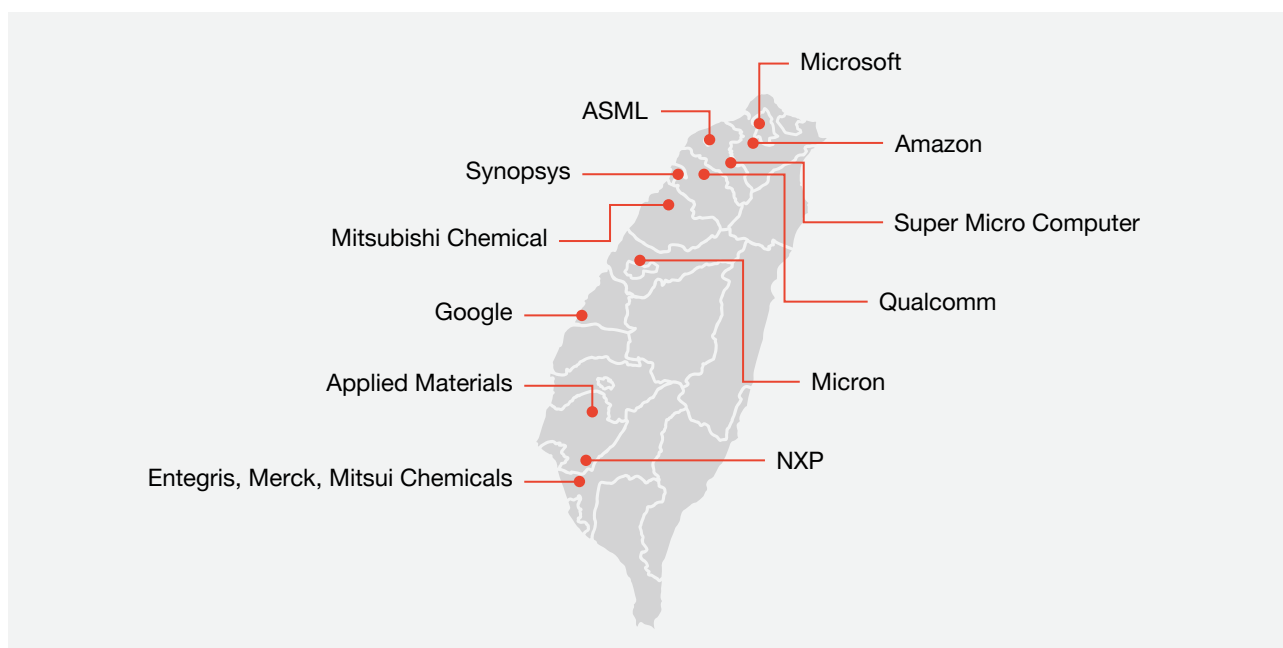 Microsoft
ASML
Amazon
Synopsys
Super Micro Computer
Mitsubishi Chemical
Qualcomm
Google
Applied Materials
Micron
NXP
Entegris, Merck, Mitsui Chemicals